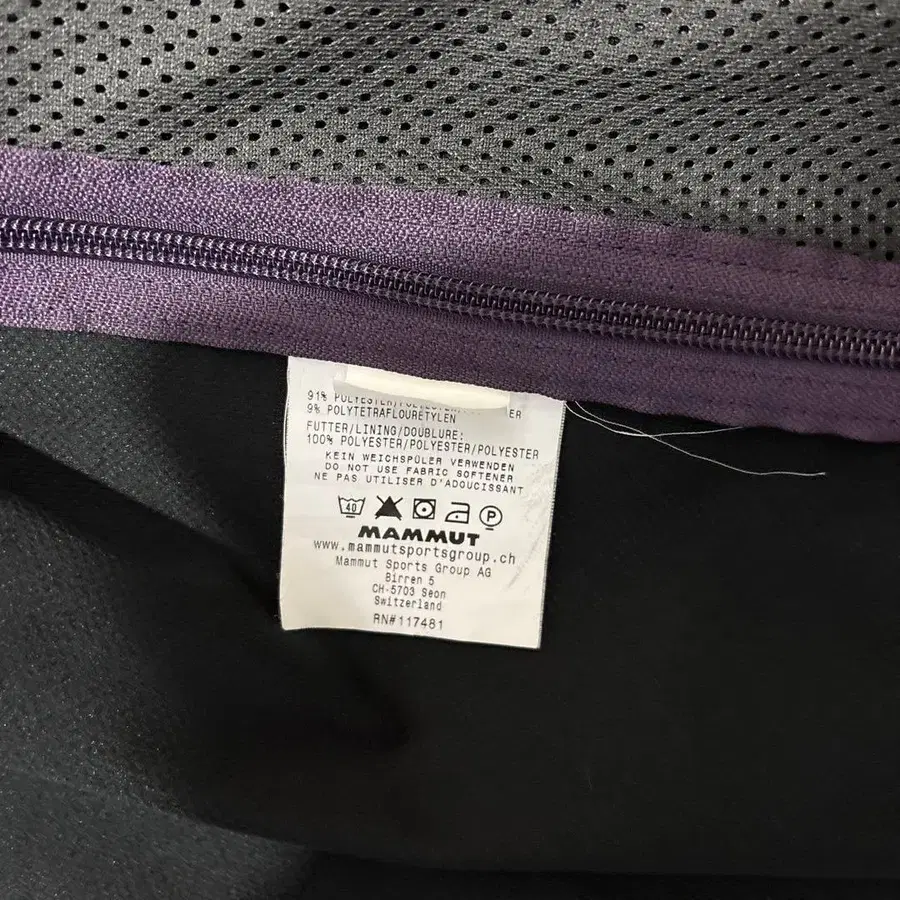 91% POLYESTER/
9% POLYTETRAFLOURETYLEN
FUTTER/LINING/DOUBLURE:
100% POLYESTER/POLYESTER/POLYESTER
KEIN WEICHSPÜLER VERWENDEN
DO NOT USE FABRIC SOFTENER
NE PAS UTILISER D'ADOUCISSANT
40 P
MAMMUT
www.mammutsportsgroup.ch
Mammut Sports Group AG
Birren 5
CH-5703 Seon
Switzerland
RN#117481